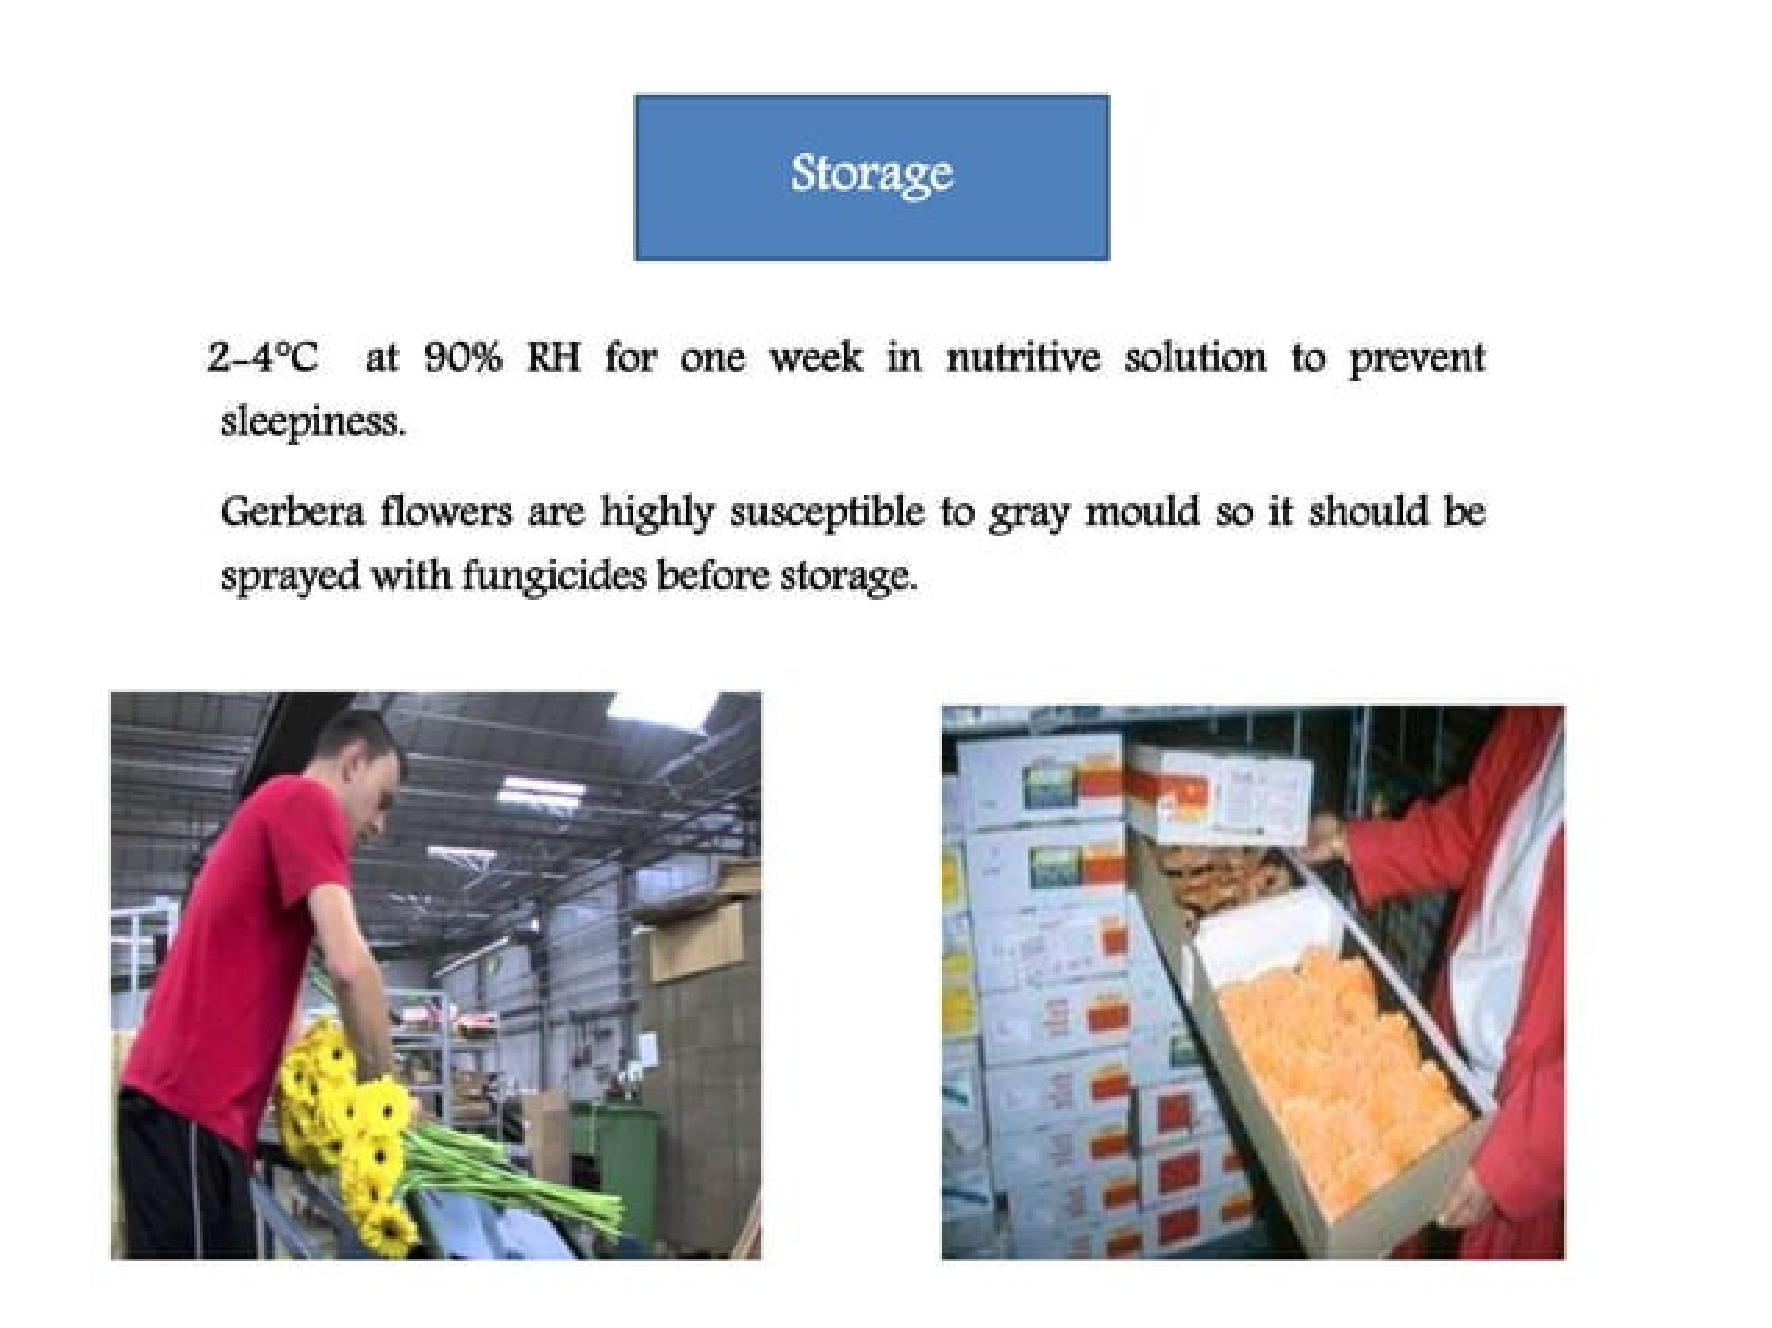 Storage
2-4°C at 90% RH for one week in nutritive solution to prevent
sleepiness.
Gerbera flowers are highly susceptible to gray mould so it should be
sprayed with fungicides before storage.